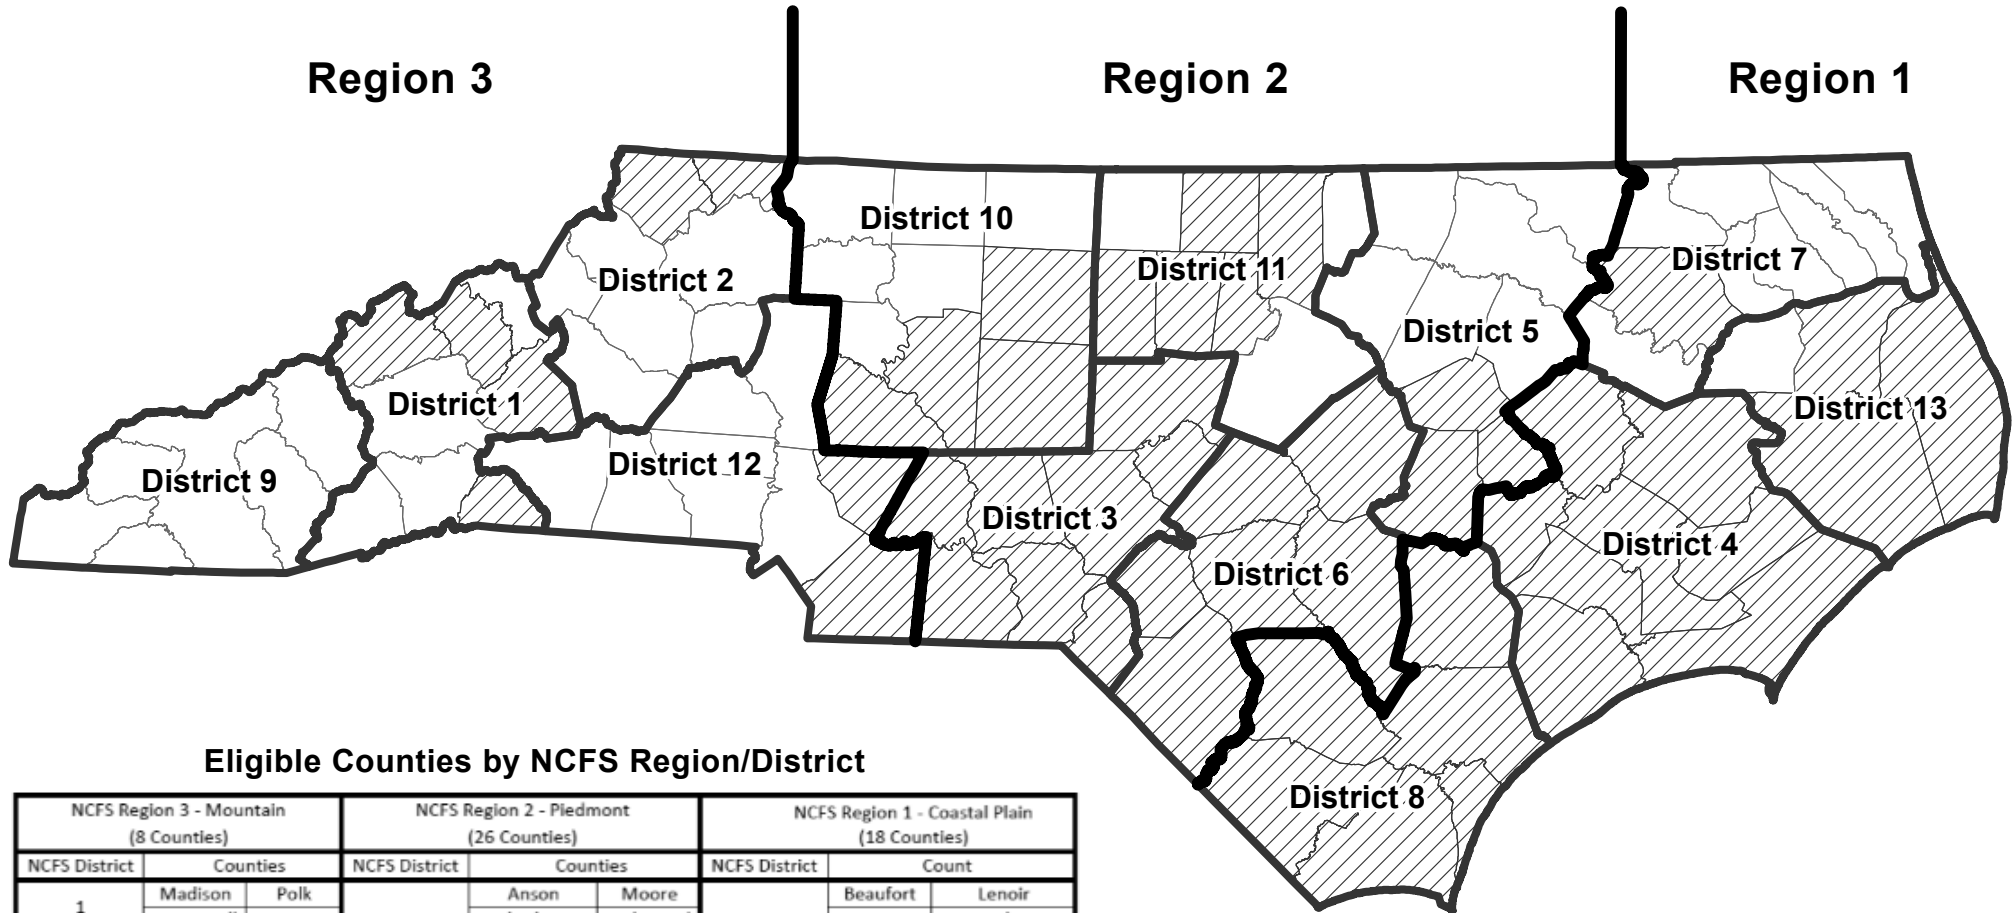 Region 3
Region 2
Region 1
District 10
District 2
District 11
District 7
District 5
District 1
District 13
District 12
District 9
District 3
District 4
District 6
District 8
Eligible Counties by NCFS Region/District
NCFS Region 3 - Mountain
(8 Counties)
NCFS Region 2 - Piedmont
(26 Counties)
NCFS Region 1 - Coastal Plain
(18 Counties)
NCFS District Counties NCFS District Counties NCFS District Count
1 Madison Polk Anson Moore Beaufort Lenoir